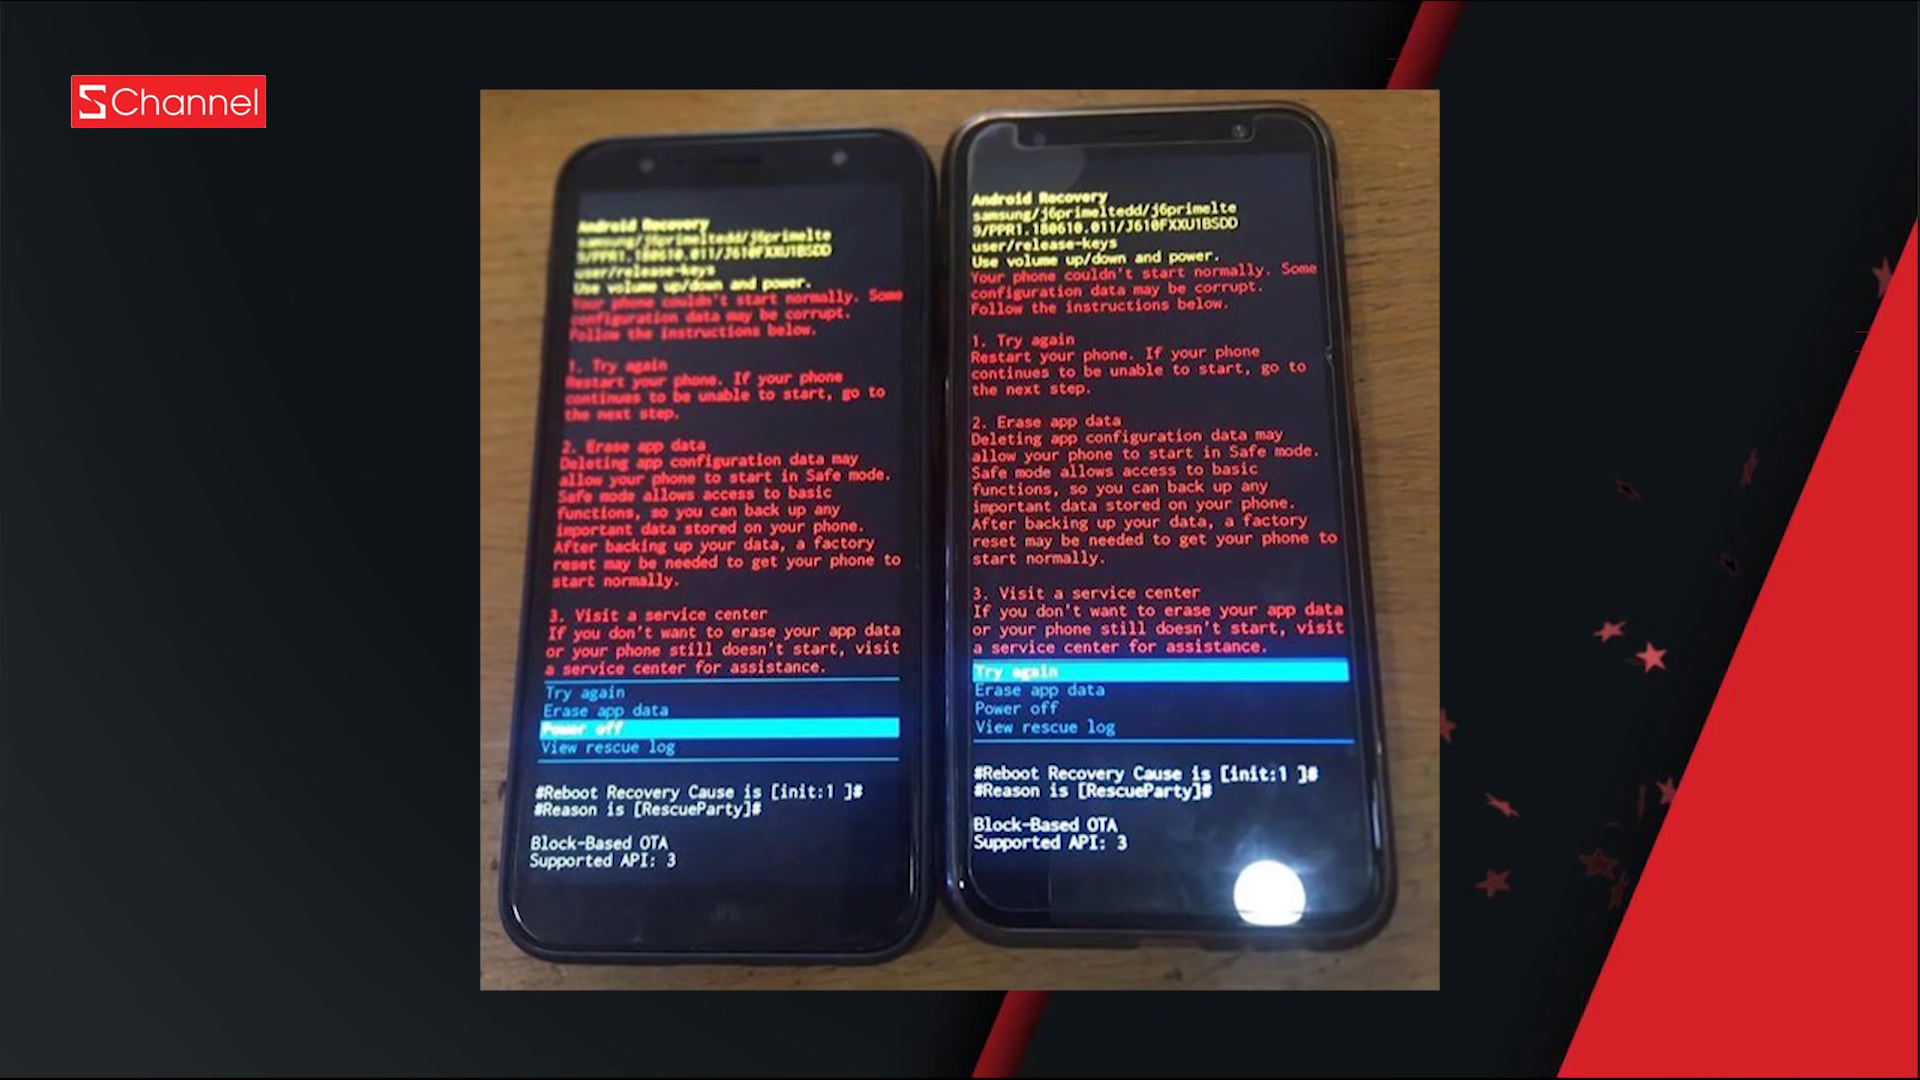 SChannel
Android Recovery
samsung/j6primeltedd/j6primelte
9/PPR1.180610.011/J610FXXU1BSDD
user/release-keys
Use volume up/down and power.
Your phone couldn't start normally. Some
configuration data may be corrupt.
Follow the instructions below.
1. Try again
Restart your phone. If your phone
continues to be unable to start, go to
the next step.
2. Erase app data
Deleting app configuration data may
allow your phone to start in Safe mode.
Safe mode allows access to basic
functions, so you can back up any
important data stored on your phone.
After backing up your data, a factory
reset may be needed to get your phone to
start normally.
3. Visit a service center
If you don't want to erase your app data
or your phone still doesn't start, visit
a service center for assistance.
Try again
Erase app data
Power off
View rescue log
#Reboot Recovery Cause is [init:1 ]#
#Reason is [RescueParty]#
Block-Based OTA
Supported API: 3
Android Recovery
samsung/j6primeltedd/j6primelte
9/PPR1.180610.011/J610FXXU1BSDD
user/release-keys
Use volume up/down and power.
Your phone couldn't start normally. Some
configuration data may be corrupt.
Follow the instructions below.
1. Try again
Restart your phone. If your phone
continues to be unable to start, go to
the next step.
2. Erase app data
Deleting app configuration data may
allow your phone to start in Safe mode.
Safe mode allows access to basic
functions, so you can back up any
important data stored on your phone.
After backing up your data, a factory
reset may be needed to get your phone to
start normally.
3. Visit a service center
If you don't want to erase your app data
or your phone still doesn't start, visit
a service center for assistance.
Try again
Erase app data
Power off
View rescue log
#Reboot Recovery Cause is [init:1 ]#
#Reason is [RescueParty]#
Block-Based OTA
Supported API: 3